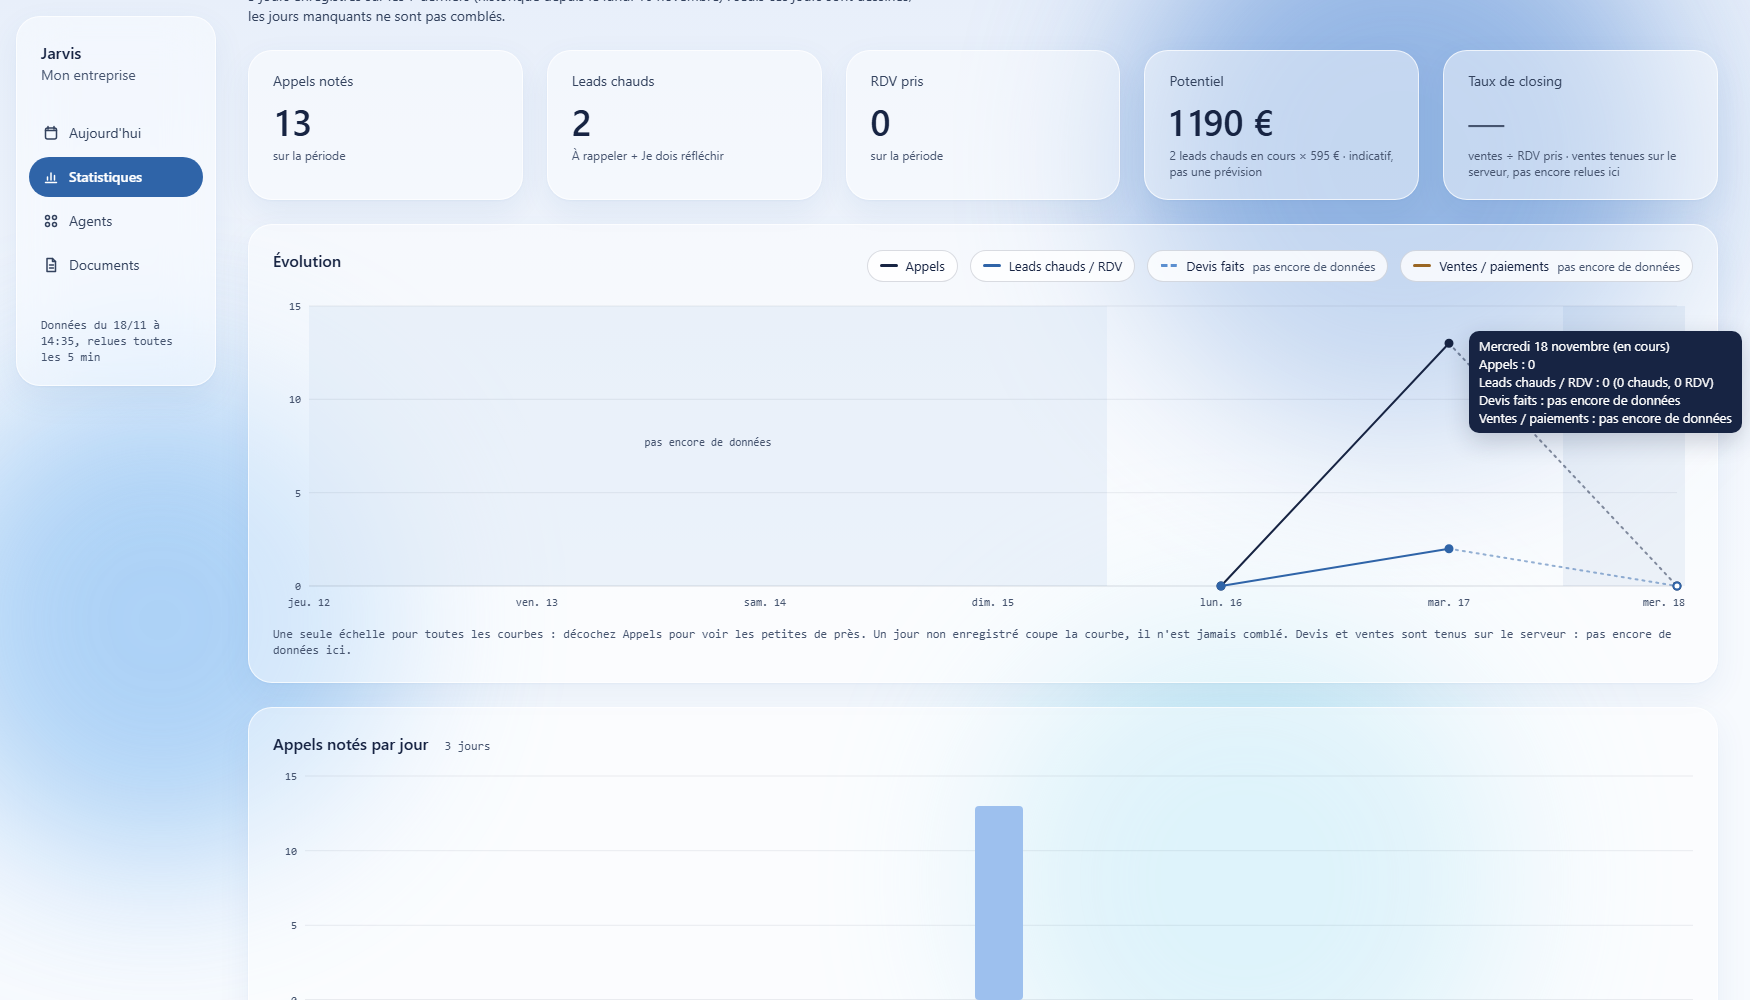 les jours manquants ne sont pas comblés.
Jarvis
Mon entreprise
Aujourd'hui
Statistiques
Agents
Documents
Données du 18/11 à
14:35, relues toutes
les 5 min
Appels notés
13
sur la période
Leads chauds
2
À rappeler + Je dois réfléchir
RDV pris
0
sur la période
Potentiel
1190 €
2 leads chauds en cours × 595 € · indicatif,
pas une prévision
Taux de closing
—
ventes ÷ RDV pris · ventes tenues sur le
serveur, pas encore relues ici
Évolution
Appels
Leads chauds / RDV
Devis faits pas encore de données
Ventes / paiements pas encore de données
15
10
5
0
pas encore de données
Mercredi 18 novembre (en cours)
Appels : 0
Leads chauds / RDV : 0 (0 chauds, 0 RDV)
Devis faits : pas encore de données
Ventes / paiements : pas encore de données
jeu. 12
ven. 13
sam. 14
dim. 15
lun. 16
mar. 17
mer. 18
Une seule échelle pour toutes les courbes : décochez Appels pour voir les petites de près. Un jour non enregistré coupe la courbe, il n'est jamais comblé. Devis et ventes sont tenus sur le serveur : pas encore de
données ici.
Appels notés par jour 3 jours
15
10
5